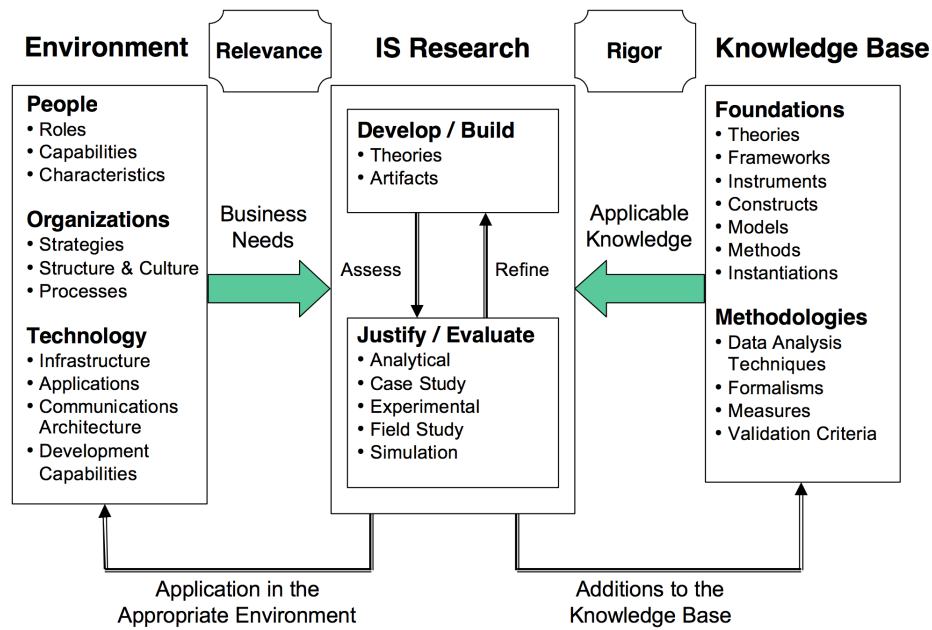 Environment
Relevance
IS Research
Rigor
Knowledge Base
People
• Roles
• Capabilities
• Characteristics
Organizations
• Strategies
• Structure & Culture
• Processes
Technology
• Infrastructure
• Applications
• Communications
Architecture
• Development
Capabilities
Business
Needs
Develop / Build
• Theories
• Artifacts
Assess
Refine
Justify / Evaluate
• Analytical
• Case Study
• Experimental
• Field Study
• Simulation
Applicable
Knowledge
Foundations
• Theories
• Frameworks
• Instruments
• Constructs
• Models
• Methods
• Instantiations
Methodologies
• Data Analysis
Techniques
• Formalisms
• Measures
• Validation Criteria
Application in the
Appropriate Environment
Additions to the
Knowledge Base